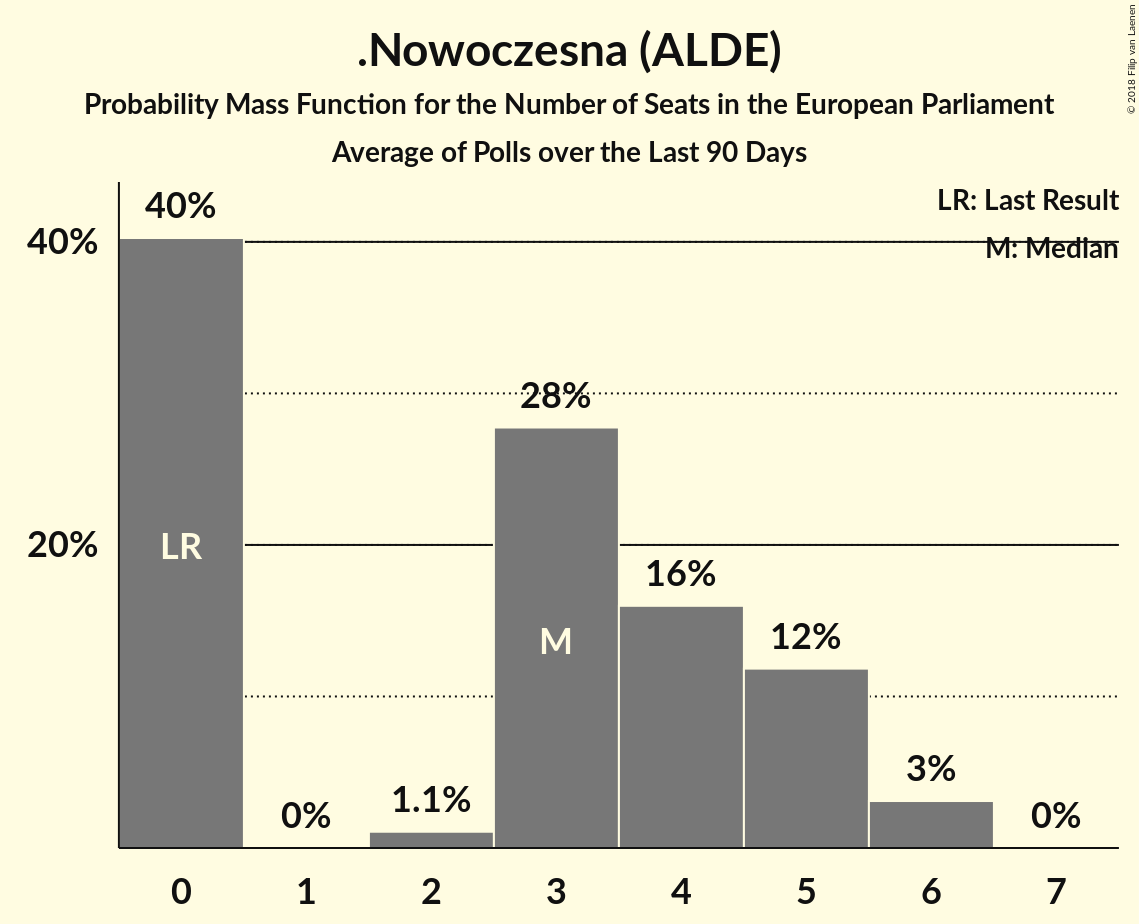 .Nowoczesna (ALDE)
Probability Mass Function for the Number of Seats in the European Parliament
Average of Polls over the Last 90 Days
© 2018 Filip van Laenen
LR: Last Result
M: Median
40%
20%
40%
0%
1.1%
28%
16%
12%
3%
0%
LR
M
0 1 2 3 4 5 6 7